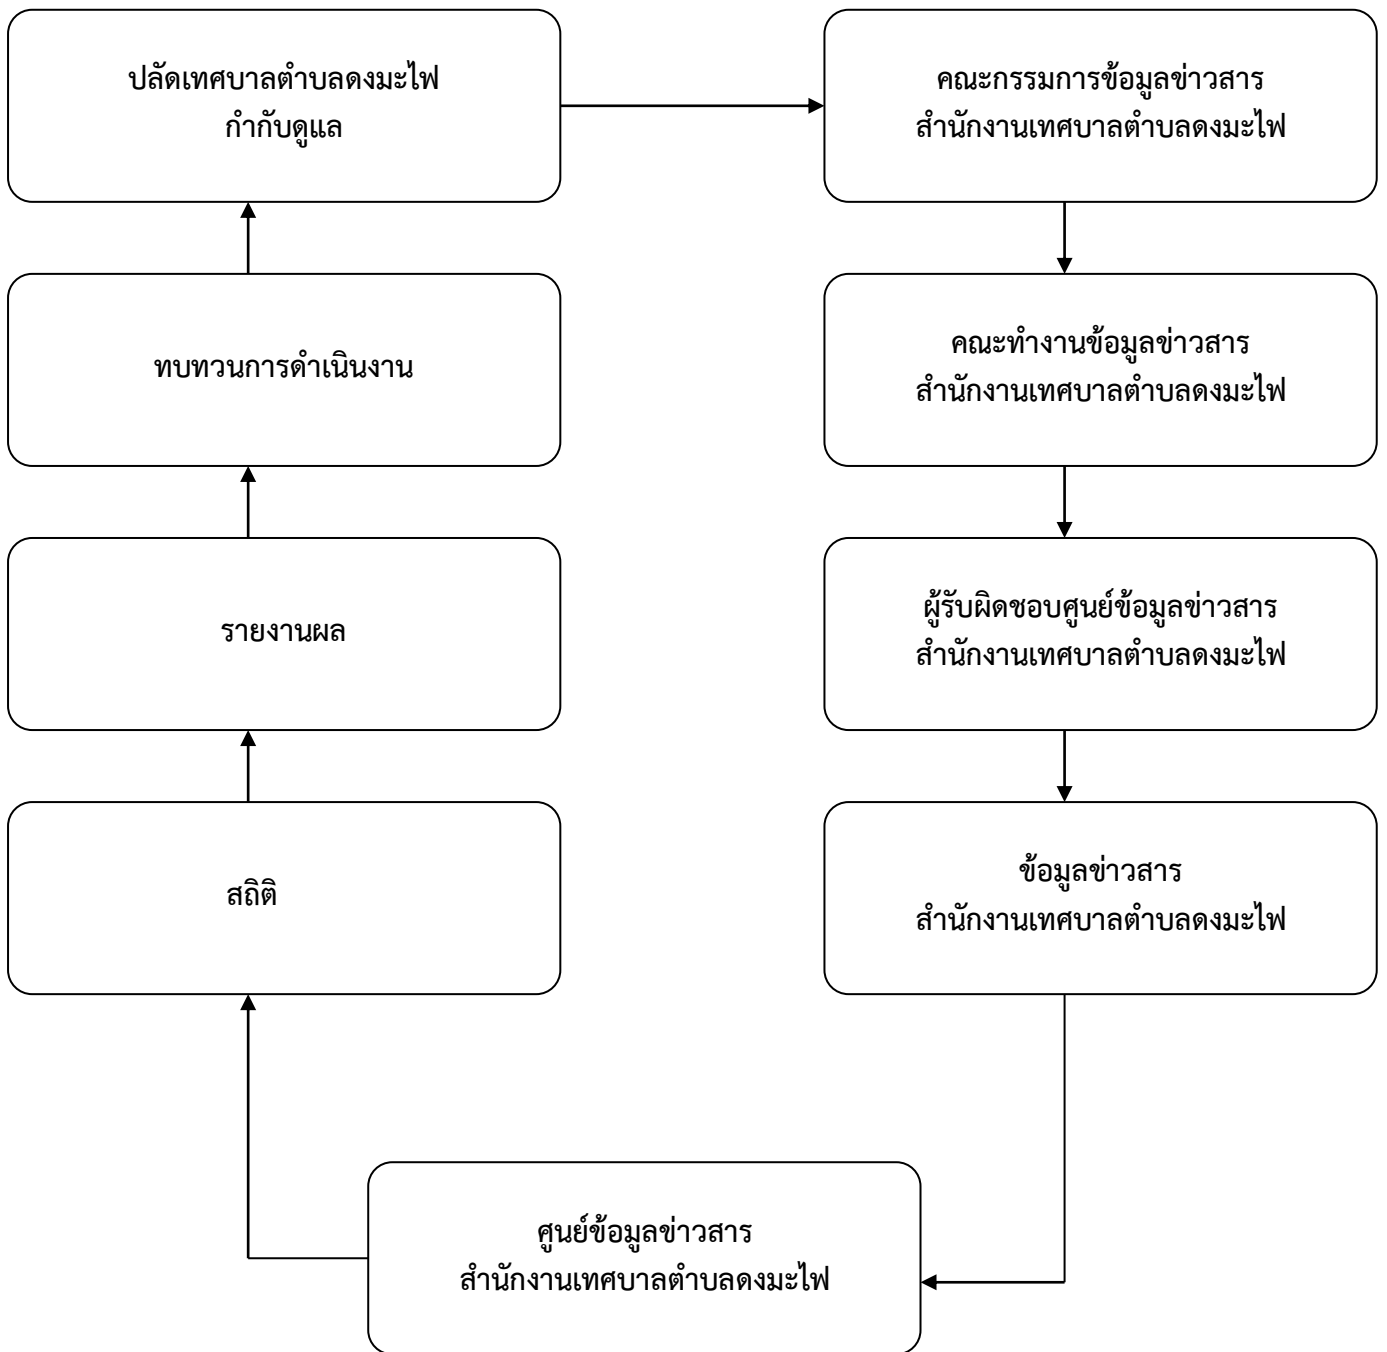 ปลัดเทศบาลตำบลดงมะไฟ
กำกับดูแล
คณะกรรมการข้อมูลข่าวสาร
สำนักงานเทศบาลตำบลดงมะไฟ
คณะทำงานข้อมูลข่าวสาร
สำนักงานเทศบาลตำบลดงมะไฟ
ผู้รับผิดชอบศูนย์ข้อมูลข่าวสาร
สำนักงานเทศบาลตำบลดงมะไฟ
ข้อมูลข่าวสาร
สำนักงานเทศบาลตำบลดงมะไฟ
ศูนย์ข้อมูลข่าวสาร
สำนักงานเทศบาลตำบลดงมะไฟ
สถิติ
รายงานผล
ทบทวนการดำเนินงาน